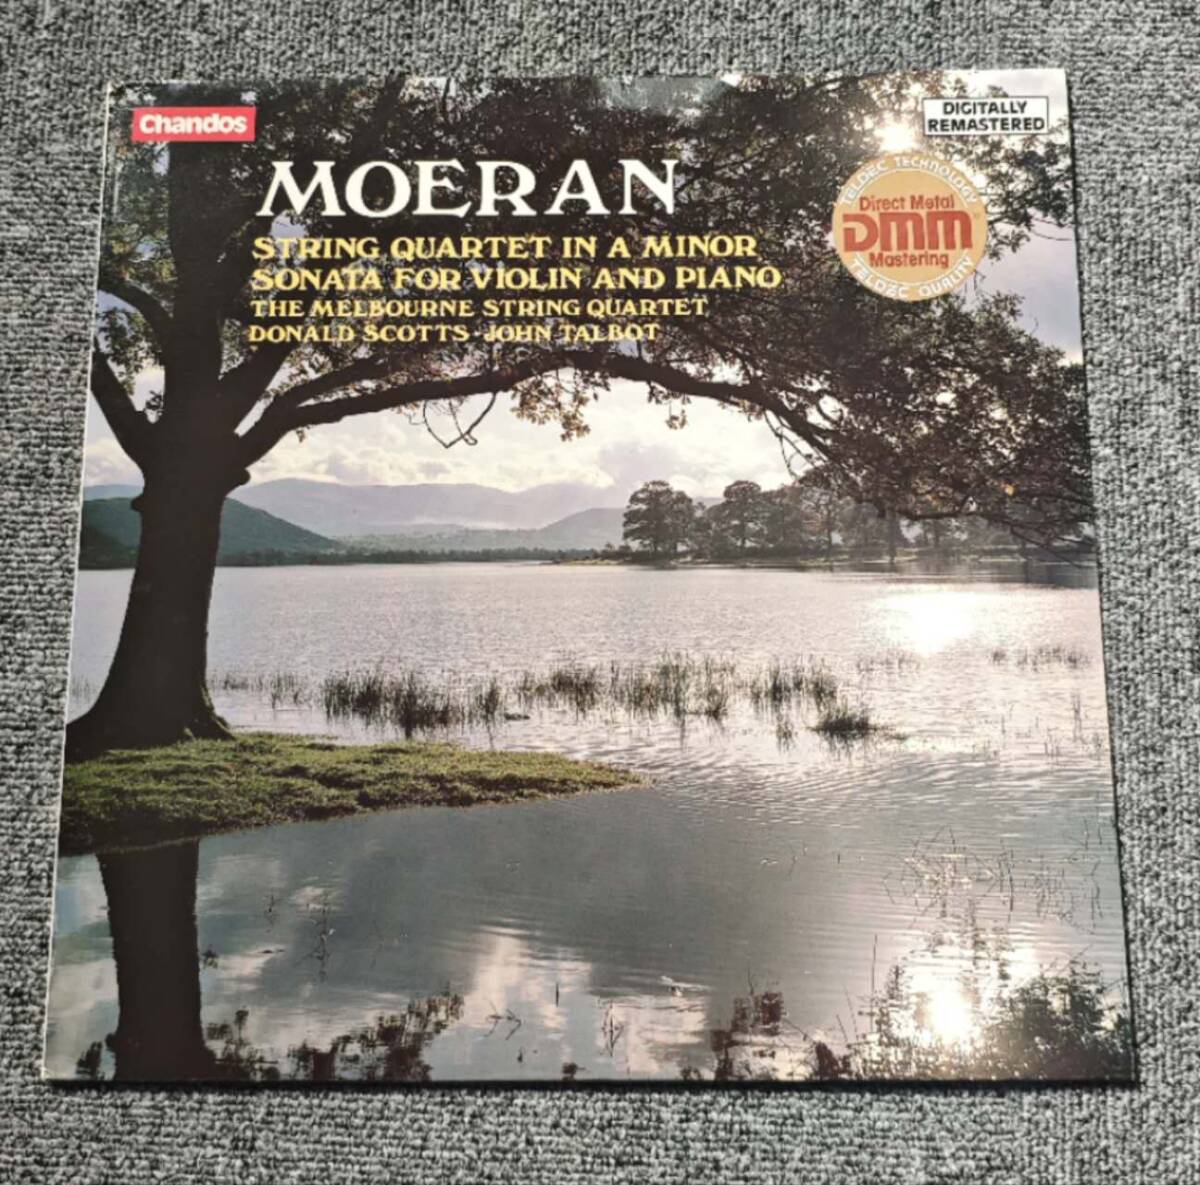 Chandos
DIGITALLY
REMASTERED
MOERAN
STRING QUARTET IN A MINOR
SONATA FOR VIOLIN AND PIANO
THE MELBOURNE STRING QUARTET
DONALD SCOTTS · JOHN TALBOT
TELDEC TECHNOLOGY
Direct Metal
DMM
Mastering
TELDEC QUALITY